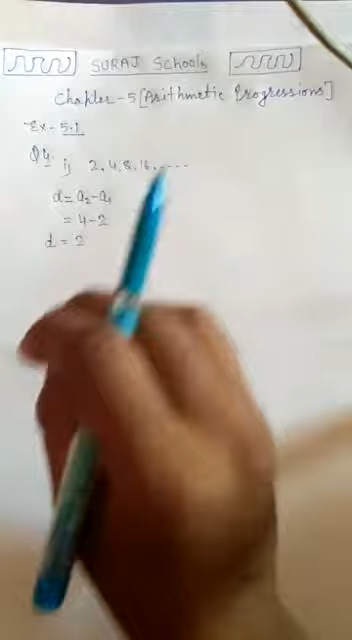 SURAJ Schools
Chapter-5 [Arithmetic Progressions]
Ex-5.1
Q4.
i) 2, 4, 8, 16, ----
d = a₂-a₁
= 4-2
d = 2